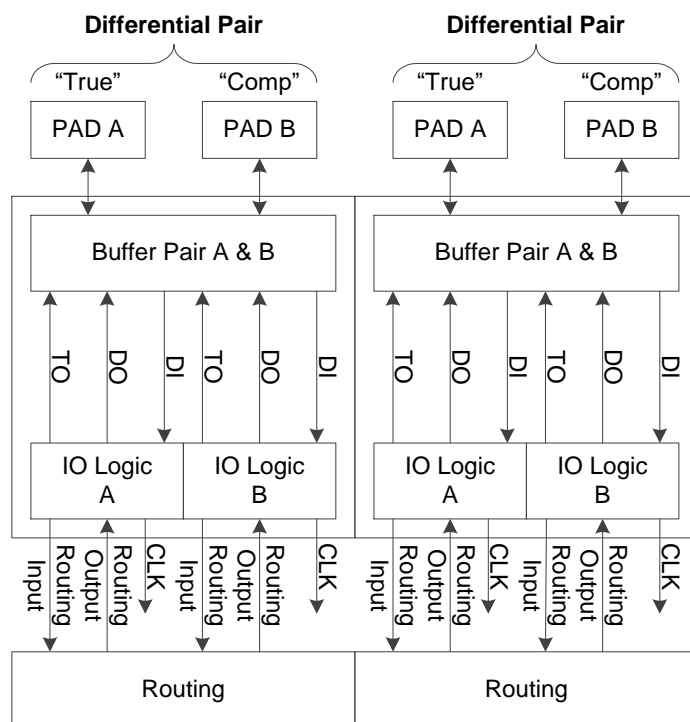 Differential Pair
Differential Pair
“True”
“Comp”
“True”
“Comp”
PAD A
PAD B
PAD A
PAD B
Buffer Pair A & B
Buffer Pair A & B
TO
DO
DI
TO
DO
DI
TO
DO
DI
TO
DO
DI
IO Logic
A
IO Logic
B
IO Logic
A
IO Logic
B
Routing
Input
Routing
Output
CLK
Routing
Input
Routing
Output
CLK
Routing
Input
Routing
Output
CLK
Routing
Input
Routing
Output
CLK
Routing
Routing